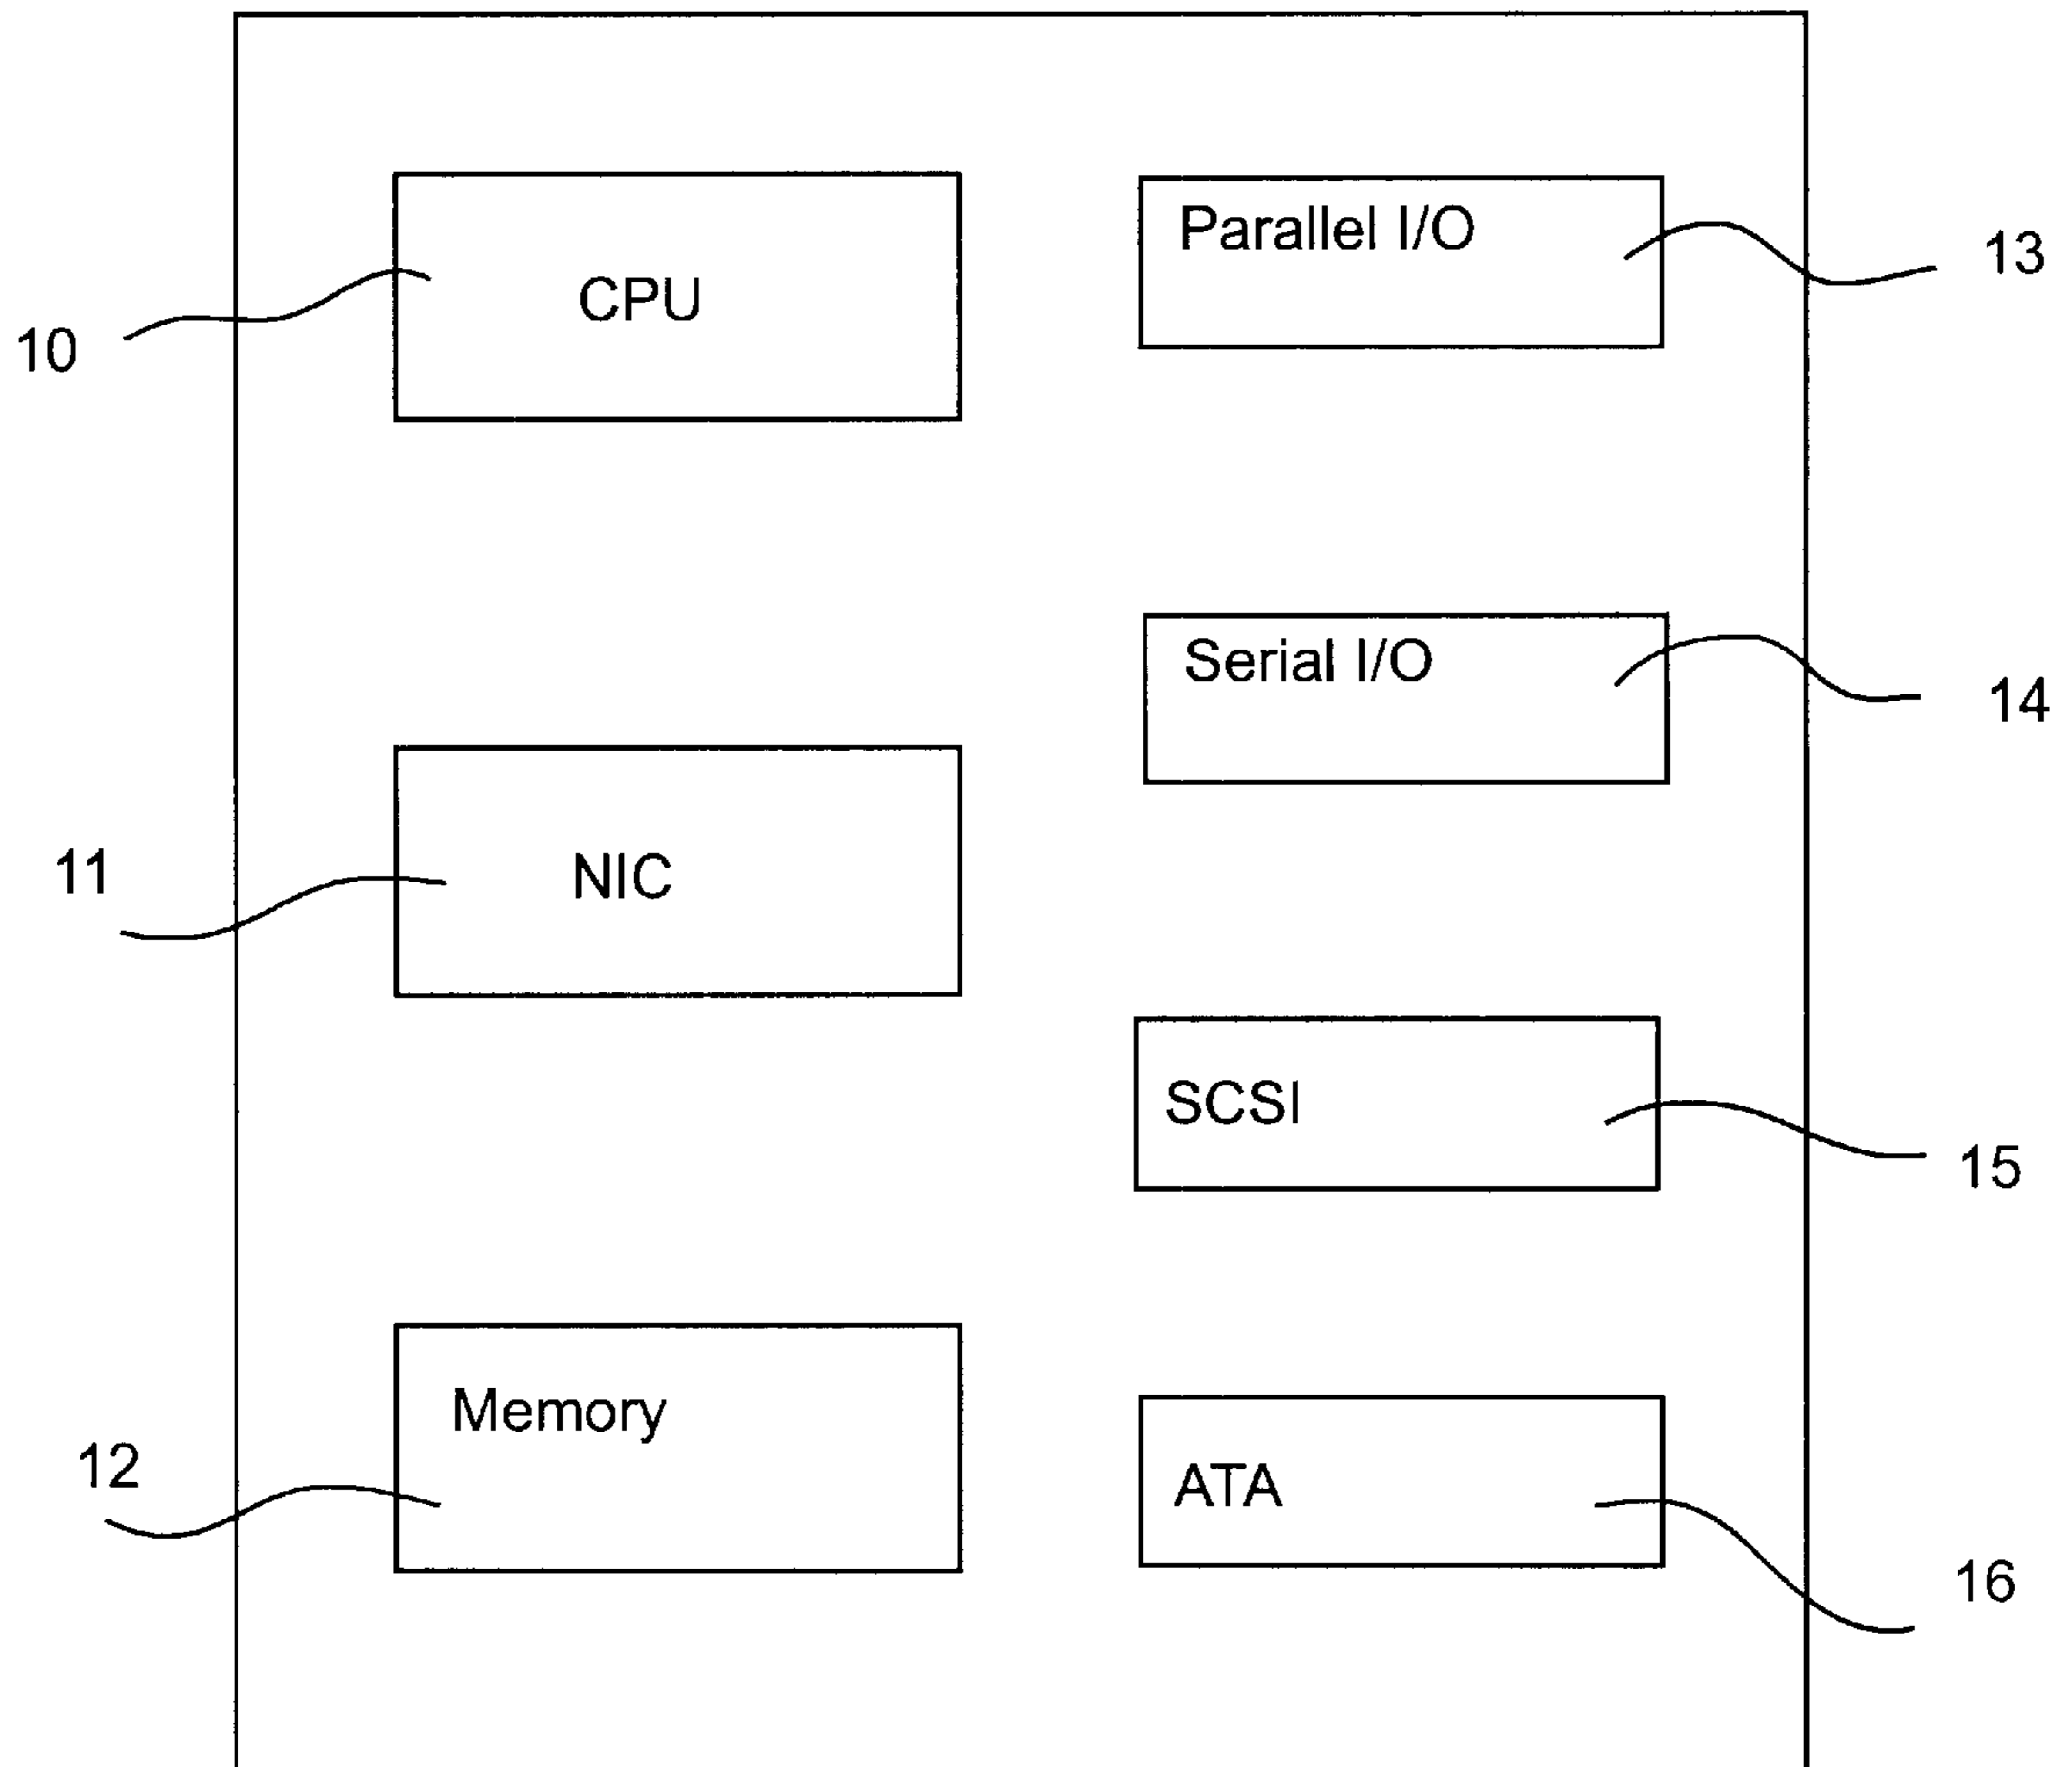 CPU
10
Parallel I/O
13
Serial I/O
14
NIC
11
SCSI
15
Memory
12
ATA
16